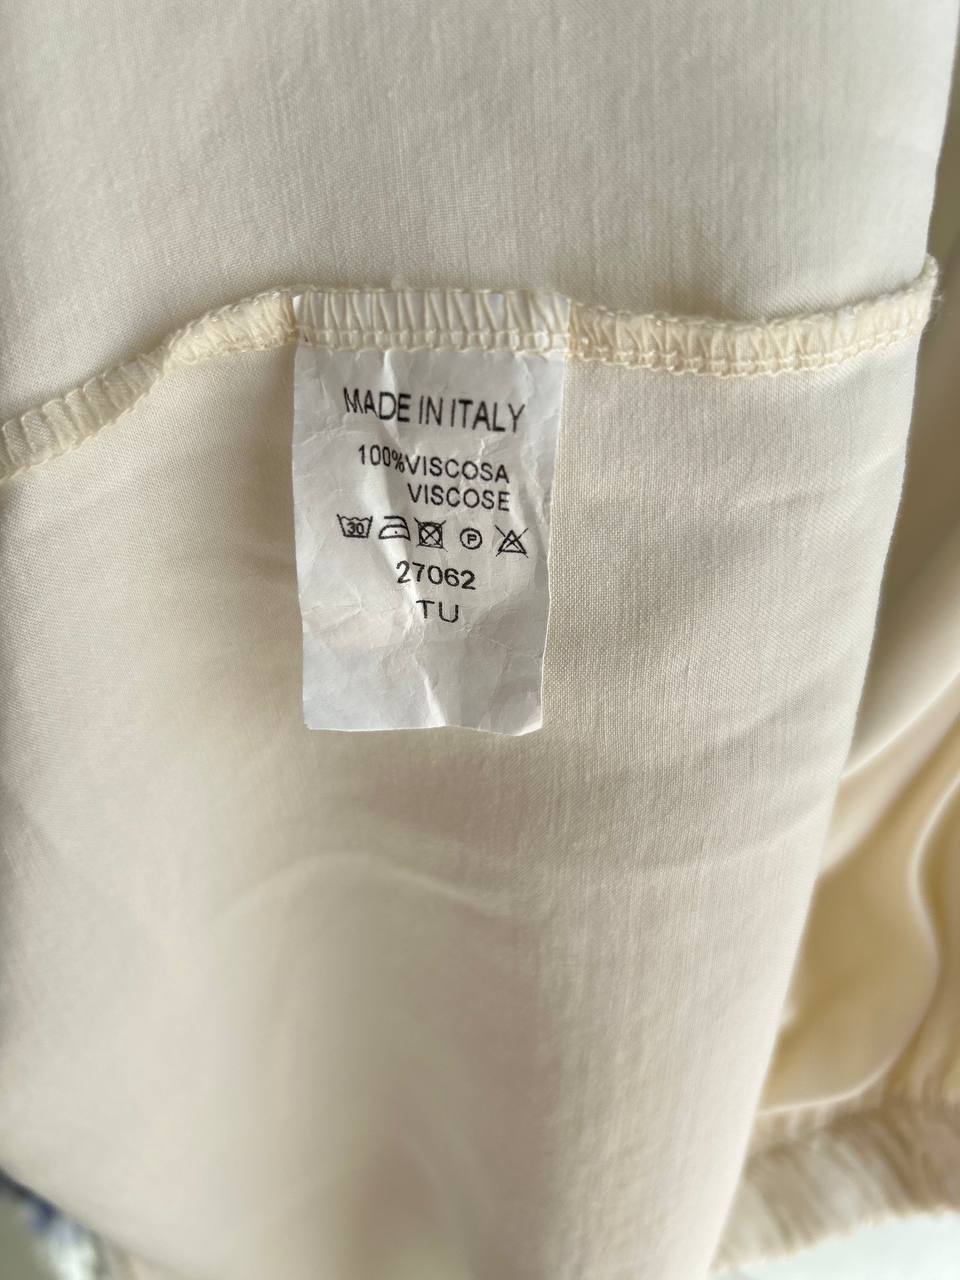 MADE IN ITALY
100%VISCOSA
VISCOSE
30 P
27062
TU